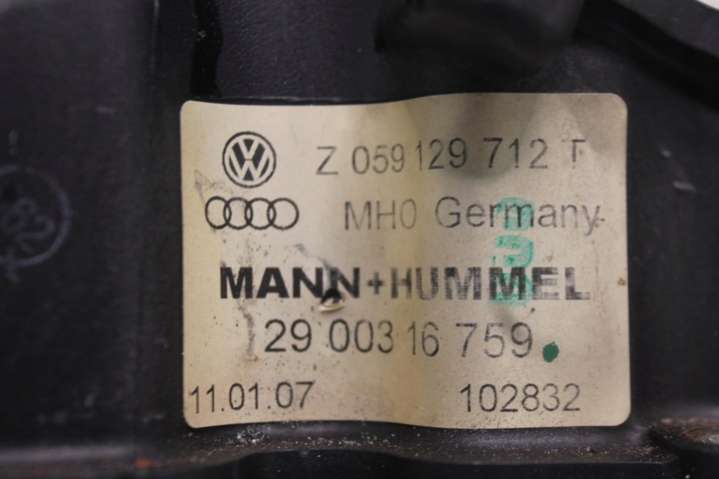 Z 059 129 712 T
MH0 Germany
MANN+HUMMEL
29 003 16 759
11.01.07 102832